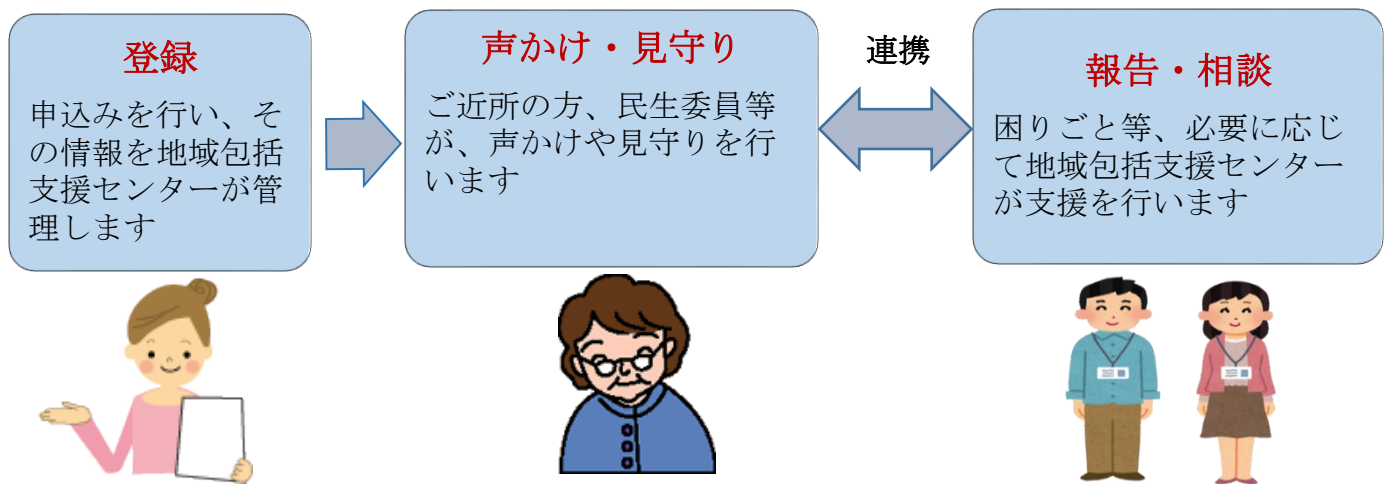 登録
申込みを行い、そ
の情報を地域包括
支援センターが管
理します
声かけ・見守り
ご近所の方、民生委員等
が、声かけや見守りを行
います
連携
報告・相談
困りごと等、必要に応じ
て地域包括支援センター
が支援を行います